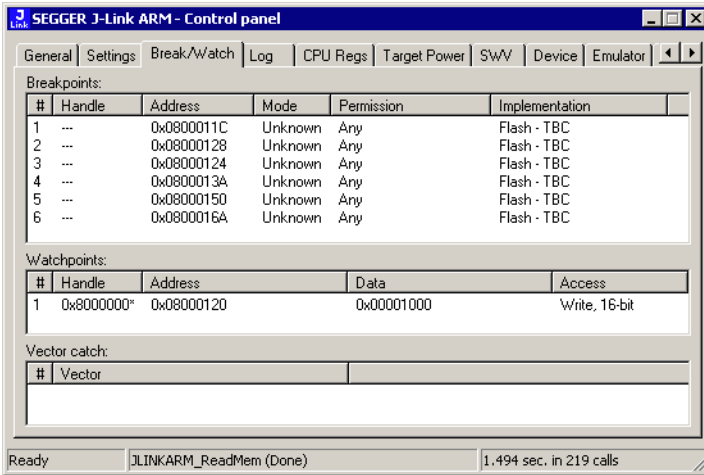 J Link SEGGER J-Link ARM - Control panel
General Settings Break/Watch Log CPU Regs Target Power SWV Device Emulator
Breakpoints:
# Handle Address Mode Permission Implementation
1 --- 0x0800011C Unknown Any Flash - TBC
2 --- 0x08000128 Unknown Any Flash - TBC
3 --- 0x08000124 Unknown Any Flash - TBC
4 --- 0x0800013A Unknown Any Flash - TBC
5 --- 0x08000150 Unknown Any Flash - TBC
6 --- 0x0800016A Unknown Any Flash - TBC
Watchpoints:
# Handle Address Data Access
1 0x8000000* 0x08000120 0x00001000 Write, 16-bit
Vector catch:
# Vector
Ready JLINKARM_ReadMem (Done) 1.494 sec. in 219 calls